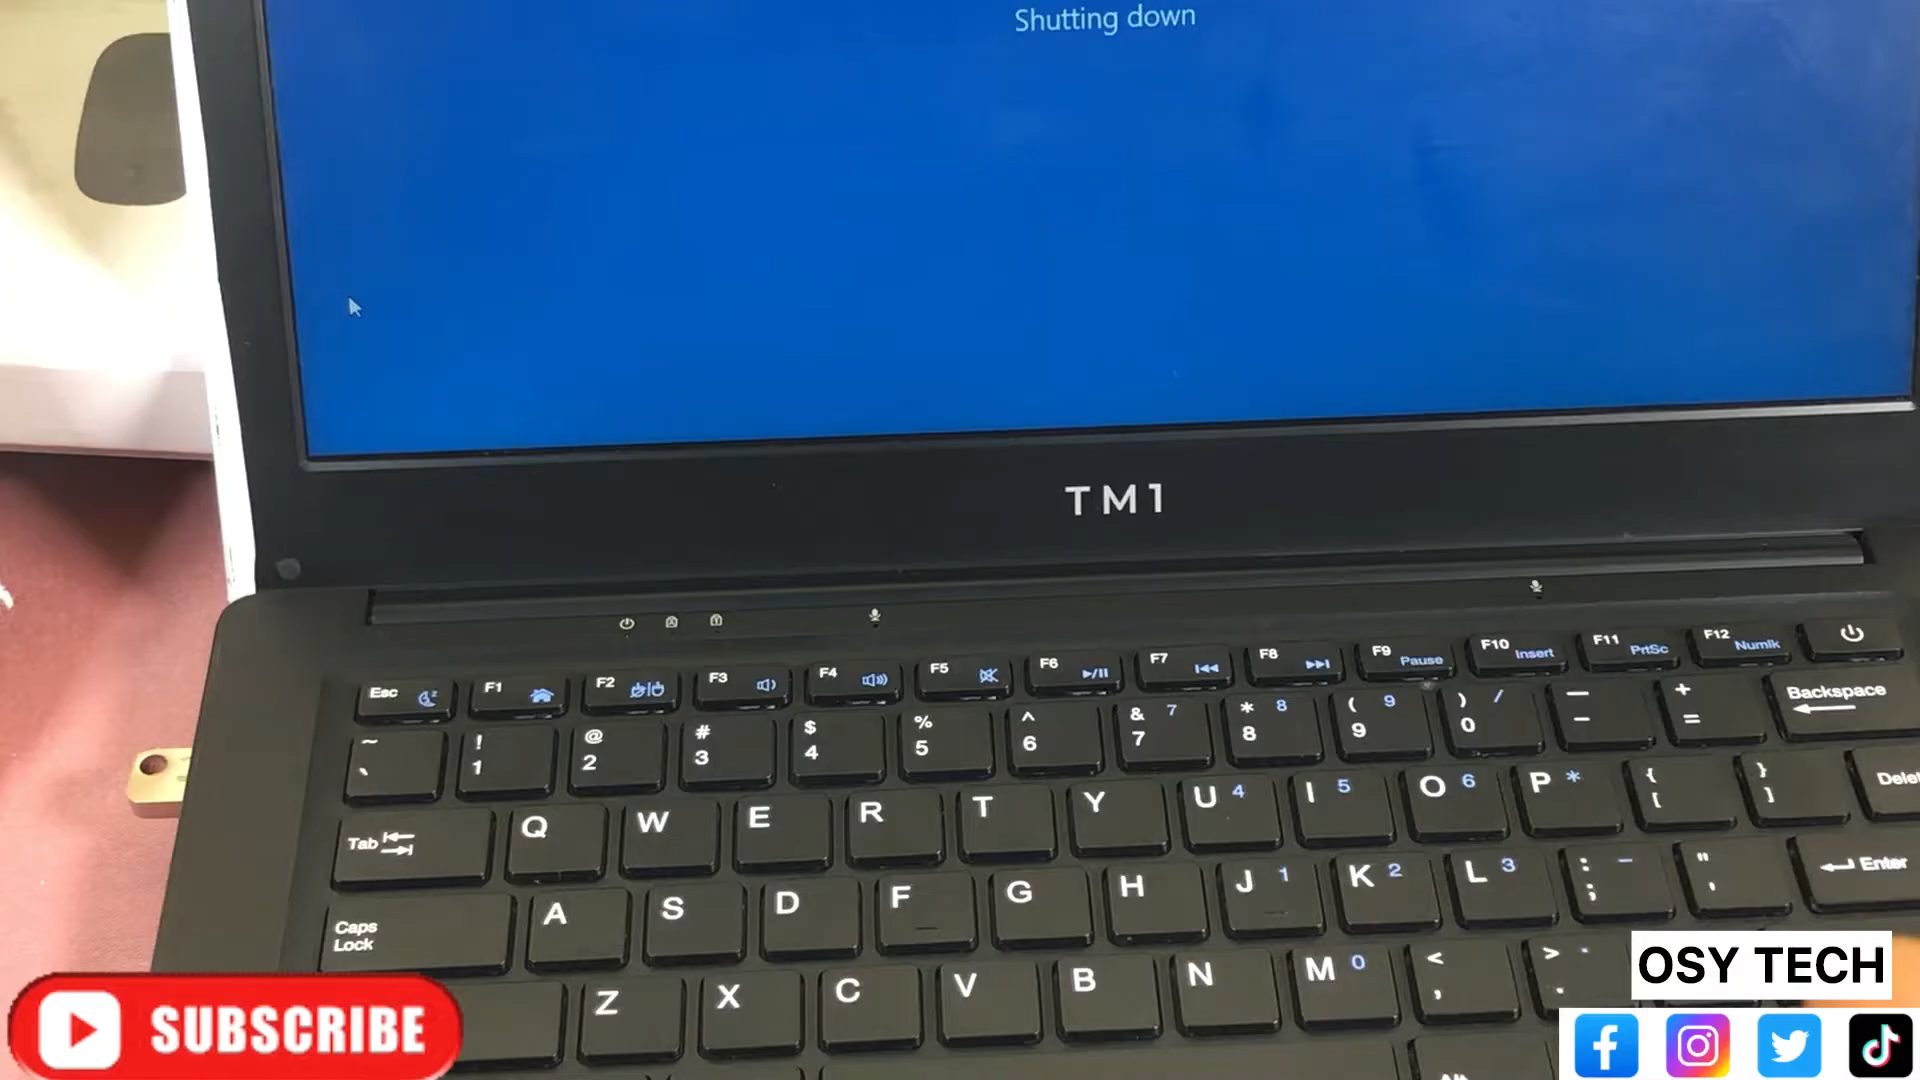 Shutting down
TM1
Esc F1 F2 F3 F4 F5 F6 F7 F8 F9 Pause F10 Insert F11 PrtSc F12 Numlk
~ ` ! 1 @ 2 # 3 $ 4 % 5 ^ 6 & 7 7 * 8 8 ( 9 9 ) 0 / — - + = Backspace
Tab Q W E R T Y U 4 I 5 O 6 P * { [ } ] Delet
Caps Lock A S D F G H J 1 K 2 L 3 : ; - " ' Enter
Z X C V B N M 0 < , > .
OSY TECH
SUBSCRIBE